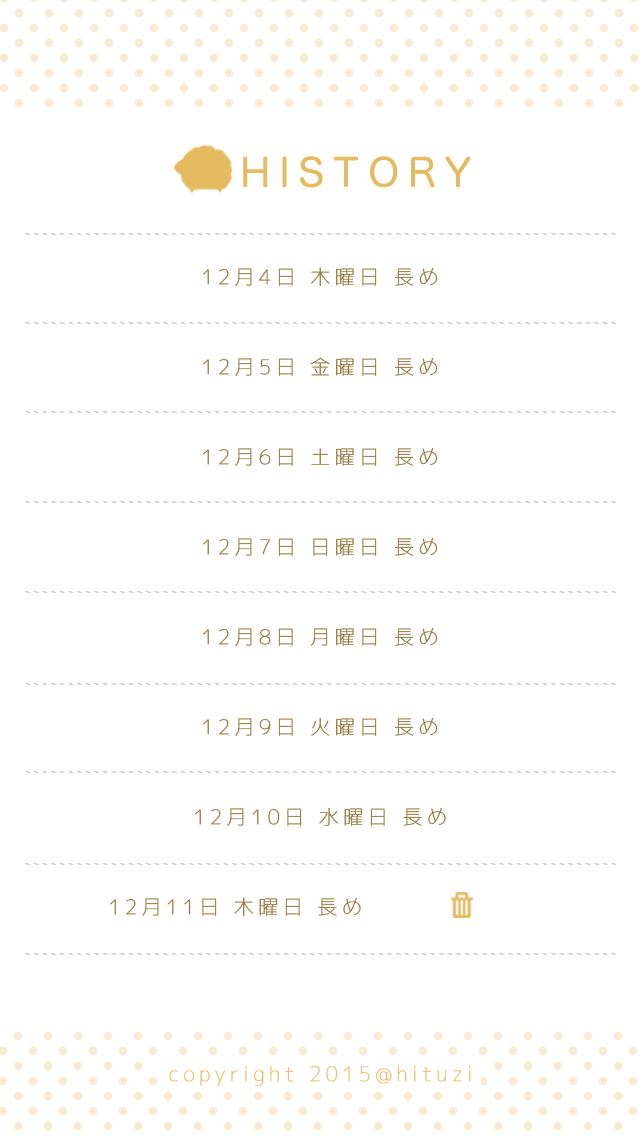 HISTORY
12月4日 木曜日 長め
12月5日 金曜日 長め
12月6日 土曜日 長め
12月7日 日曜日 長め
12月8日 月曜日 長め
12月9日 火曜日 長め
12月10日 水曜日 長め
12月11日 木曜日 長め
copyright 2015@hituzi